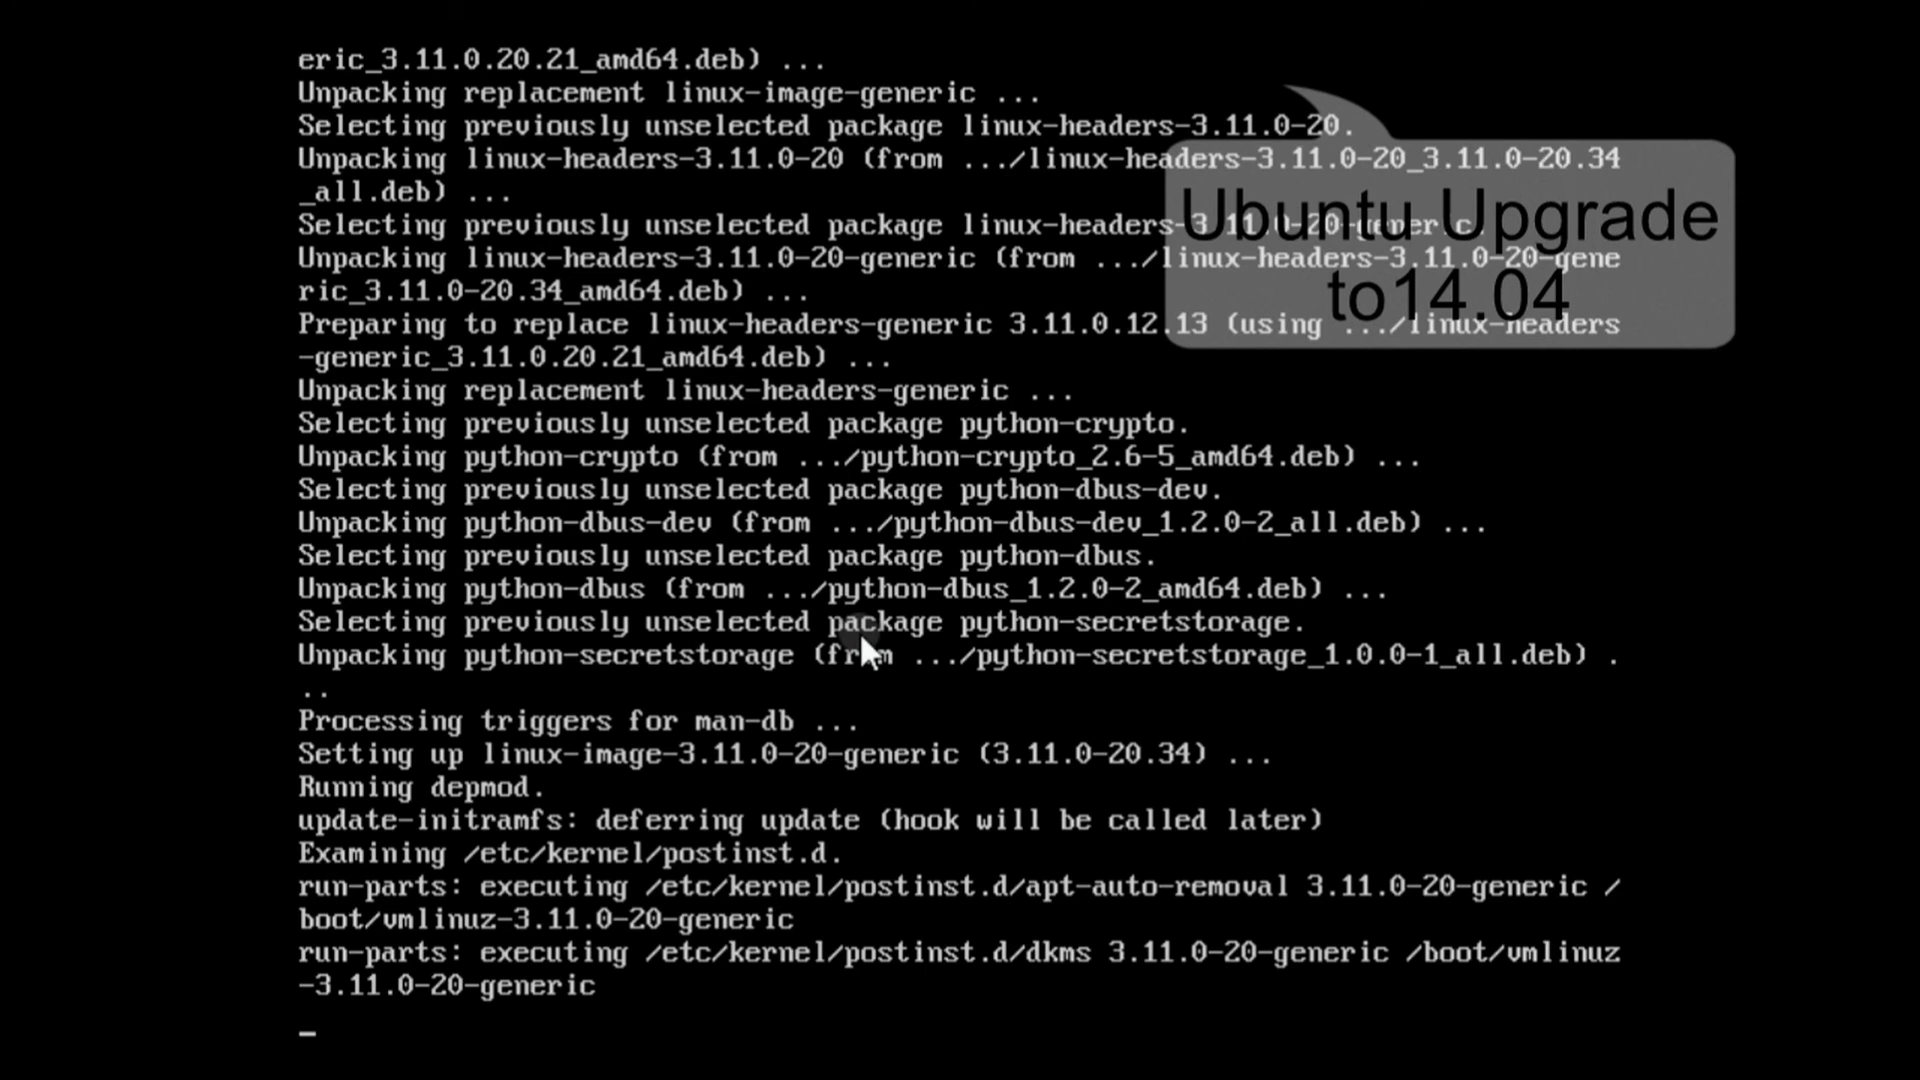 eric_3.11.0.20.21_amd64.deb) ...
Unpacking replacement linux-image-generic ...
Selecting previously unselected package linux-headers-3.11.0-20.
Unpacking linux-headers-3.11.0-20 (from .../linux-headers-3.11.0-20_3.11.0-20.34
_all.deb) ...
Selecting previously unselected package linux-headers-3.11.0-20-generic.
Unpacking linux-headers-3.11.0-20-generic (from .../linux-headers-3.11.0-20-gene
ric_3.11.0-20.34_amd64.deb) ...
Preparing to replace linux-headers-generic 3.11.0.12.13 (using .../linux-headers
-generic_3.11.0.20.21_amd64.deb) ...
Unpacking replacement linux-headers-generic ...
Selecting previously unselected package python-crypto.
Unpacking python-crypto (from .../python-crypto_2.6-5_amd64.deb) ...
Selecting previously unselected package python-dbus-dev.
Unpacking python-dbus-dev (from .../python-dbus-dev_1.2.0-2_all.deb) ...
Selecting previously unselected package python-dbus.
Unpacking python-dbus (from .../python-dbus_1.2.0-2_amd64.deb) ...
Selecting previously unselected package python-secretstorage.
Unpacking python-secretstorage (from .../python-secretstorage_1.0.0-1_all.deb) .
..
Processing triggers for man-db ...
Setting up linux-image-3.11.0-20-generic (3.11.0-20.34) ...
Running depmod.
update-initramfs: deferring update (hook will be called later)
Examining /etc/kernel/postinst.d.
run-parts: executing /etc/kernel/postinst.d/apt-auto-removal 3.11.0-20-generic /
boot/vmlinuz-3.11.0-20-generic
run-parts: executing /etc/kernel/postinst.d/dkms 3.11.0-20-generic /boot/vmlinuz
-3.11.0-20-generic
_
Ubuntu Upgrade
to14.04